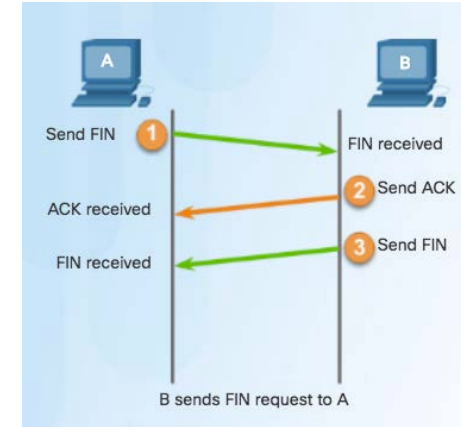 A
B
Send FIN
1
FIN received
2
Send ACK
ACK received
3
Send FIN
FIN received
B sends FIN request to A